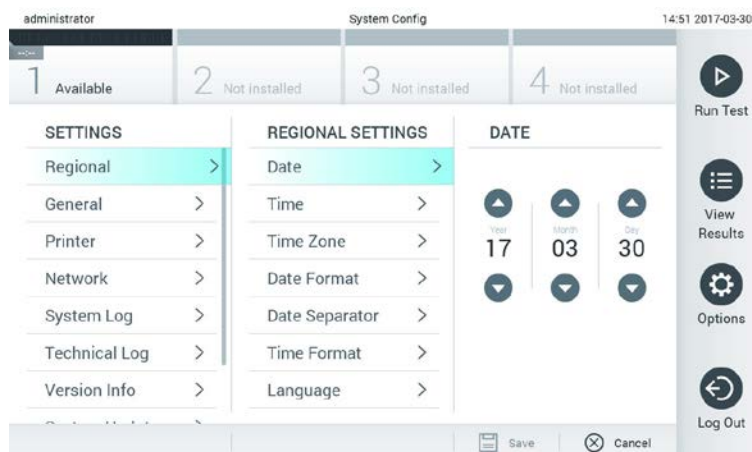 administrator
System Config
14:51 2017-03-30
1 Available
2 Not installed
3 Not installed
4 Not installed
SETTINGS
Regional
General
Printer
Network
System Log
Technical Log
Version Info
REGIONAL SETTINGS
Date
Time
Time Zone
Date Format
Date Separator
Time Format
Language
DATE
Year
Month
Day
17
03
30
Save
Cancel
Run Test
View
Results
Options
Log Out